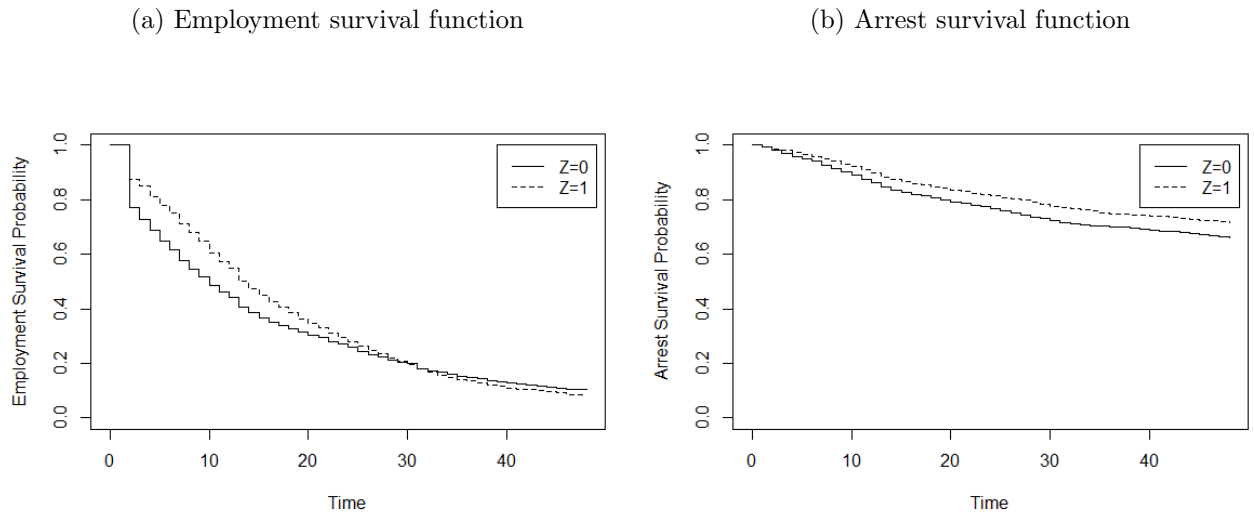 (a) Employment survival function
Employment Survival Probability
1.0
0.8
0.6
0.4
0.2
0.0
Z=0
Z=1
0 10 20 30 40
Time
(b) Arrest survival function
Arrest Survival Probability
1.0
0.8
0.6
0.4
0.2
0.0
Z=0
Z=1
0 10 20 30 40
Time